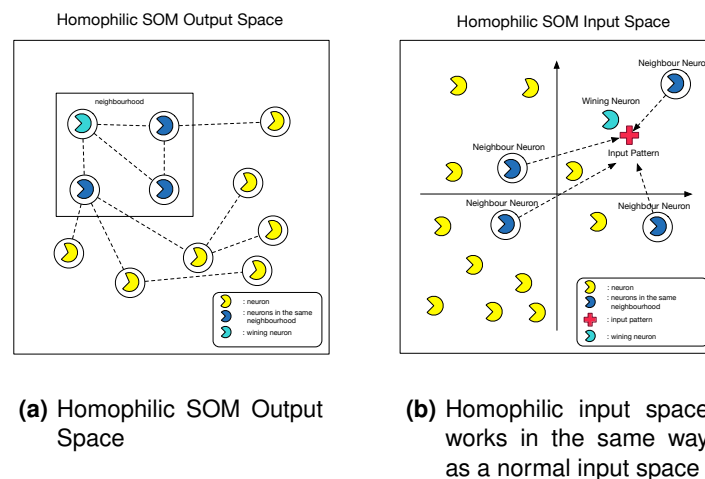 Homophilic SOM Output Space
neighbourhood
: neuron
: neurons in the same
neighbourhood
: wining neuron
(a) Homophilic SOM Output
Space
Homophilic SOM Input Space
Neighbour Neuron
Wining Neuron
Input Pattern
Neighbour Neuron
Neighbour Neuron
Neighbour Neuron
: neuron
: neurons in the same
neighbourhood
: input pattern
: wining neuron
(b) Homophilic input space
works in the same way
as a normal input space